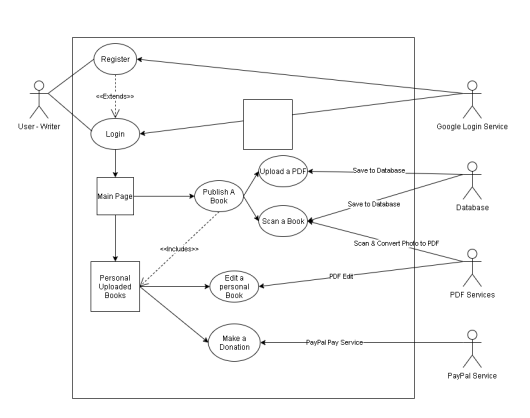 Register
<<Extends>>
User - Writer
Login
Google Login Service
Upload a PDF
Save to Database
Main Page
Publish A
Book
Save to Database
Database
Scan a Book
Scan & Convert Photo to PDF
<<Includes>>
Personal
Uploaded
Books
Edit a
personal
Book
PDF Edit
PDF Services
Make a
Donation
PayPal Pay Service
PayPal Service